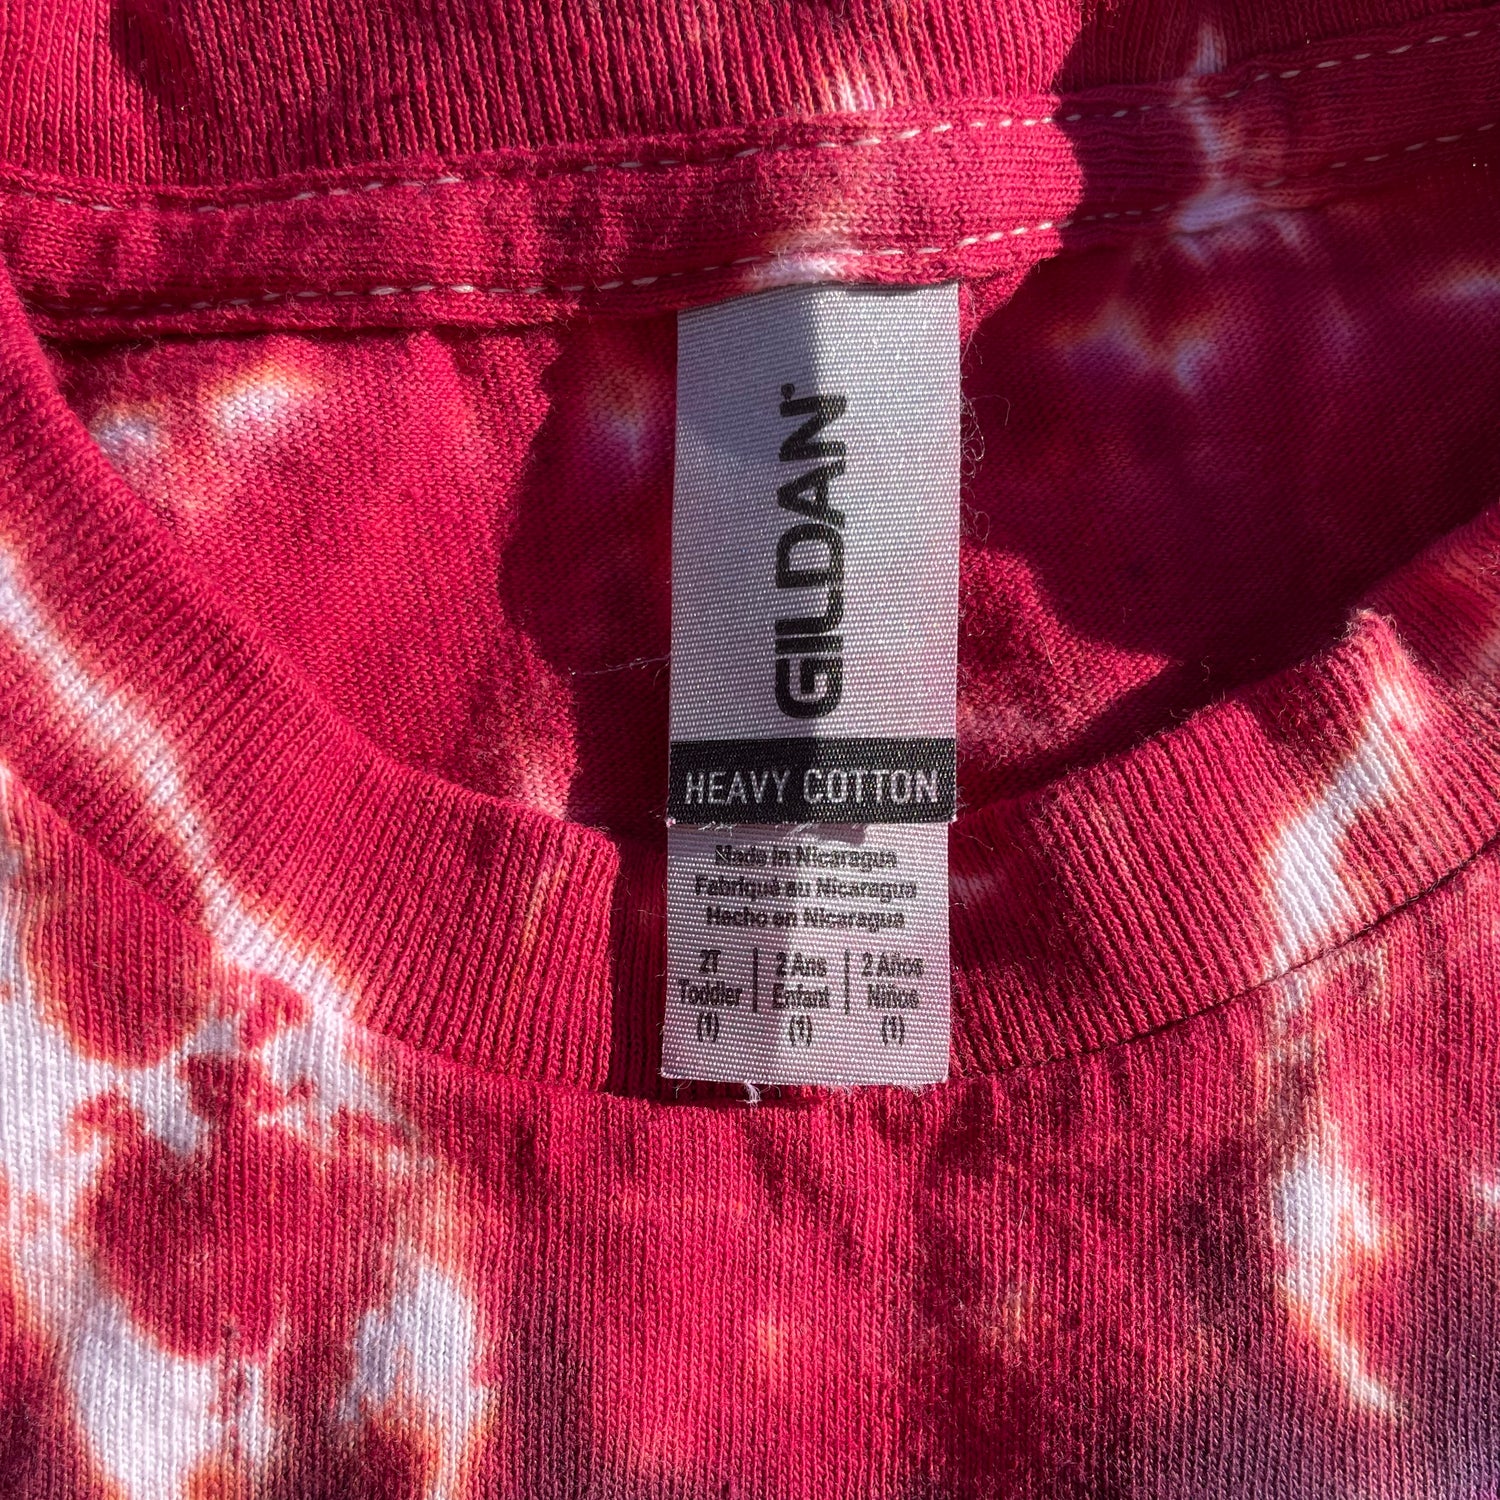 GILDAN
HEAVY COTTON
Made in Nicaragua
Fabriqué au Nicaragua
Hecho en Nicaragua
2T | 2 Ans | 2 Años
Toddler | Enfant | Niños
(1) (1) (1)